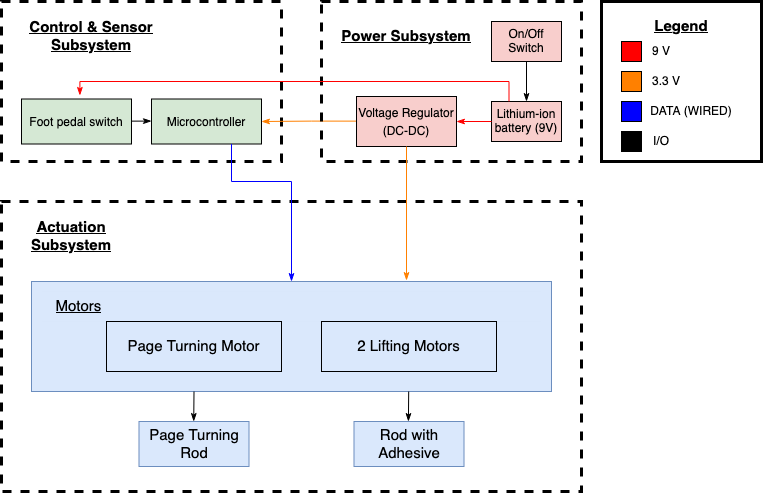 Control & Sensor
Subsystem
Power Subsystem
On/Off
Switch
Legend
9 V
3.3 V
DATA (WIRED)
I/O
Foot pedal switch
Microcontroller
Voltage Regulator
(DC-DC)
Lithium-ion
battery (9V)
Actuation
Subsystem
Motors
Page Turning Motor
2 Lifting Motors
Page Turning
Rod
Rod with
Adhesive